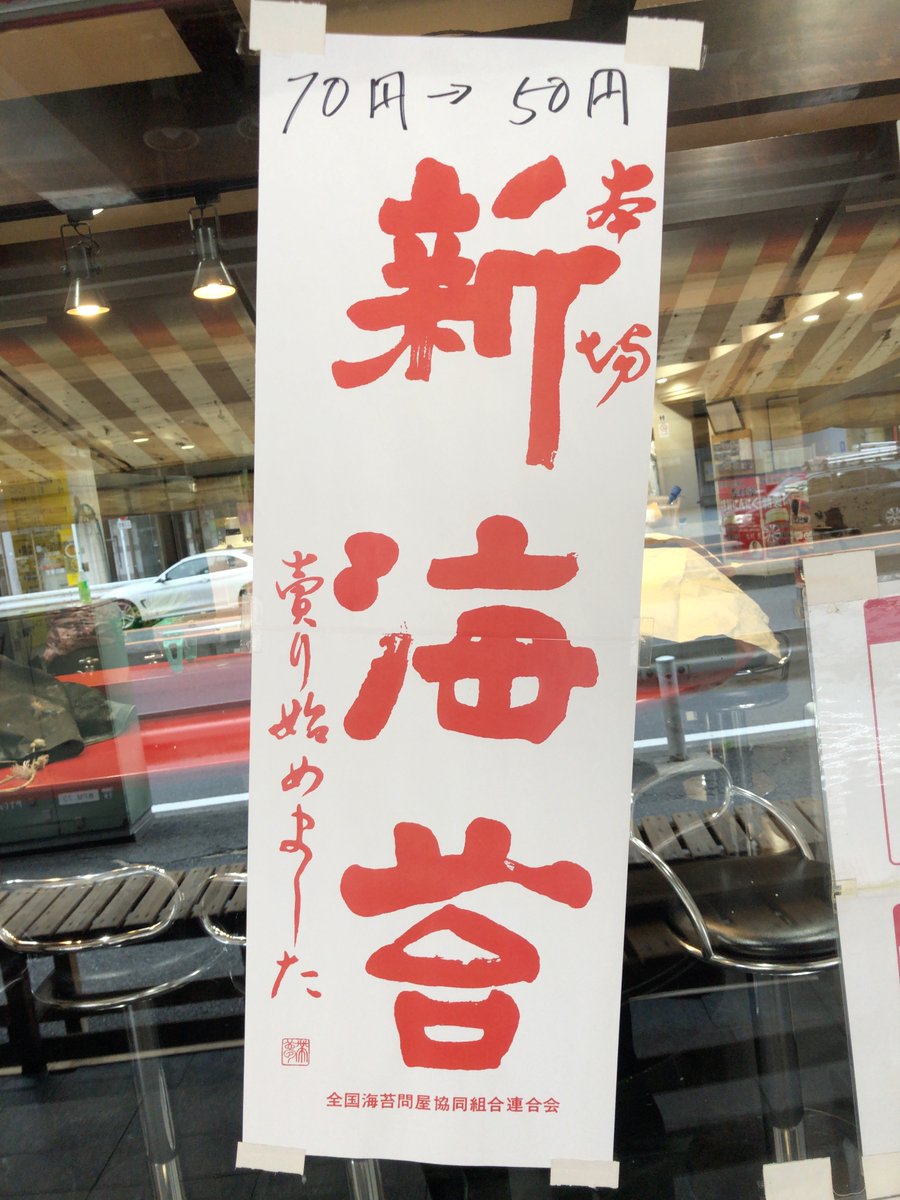 70円→50円
本場
新海苔
売り始めました
全国海苔問屋協同組合連合会